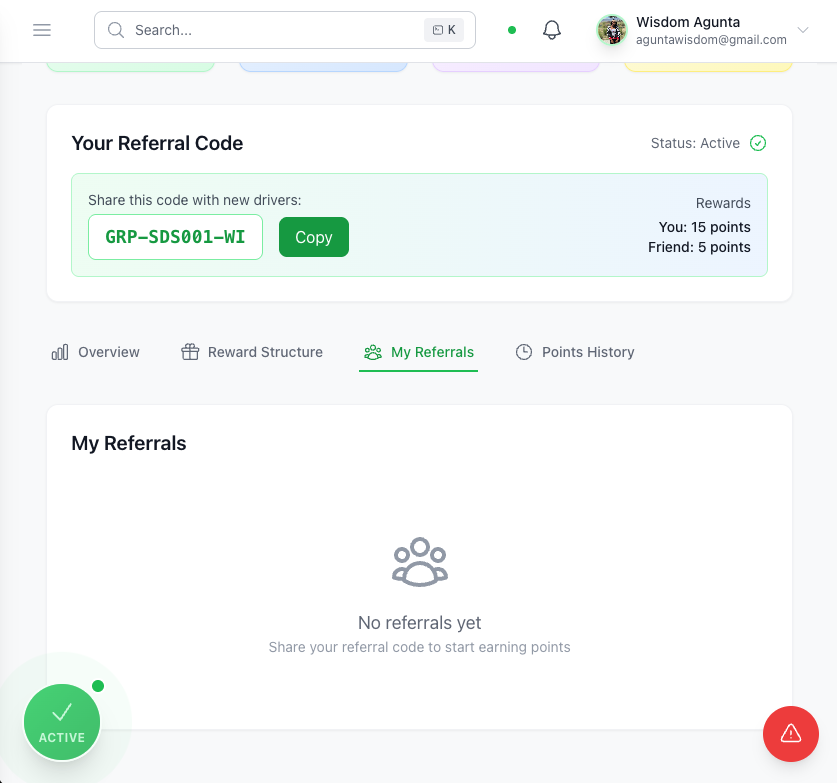 Search...
K
Wisdom Agunta
aguntawisdom@gmail.com
Your Referral Code
Status: Active
Share this code with new drivers:
GRP-SDS001-WI
Copy
Rewards
You: 15 points
Friend: 5 points
Overview
Reward Structure
My Referrals
Points History
My Referrals
No referrals yet
Share your referral code to start earning points
ACTIVE